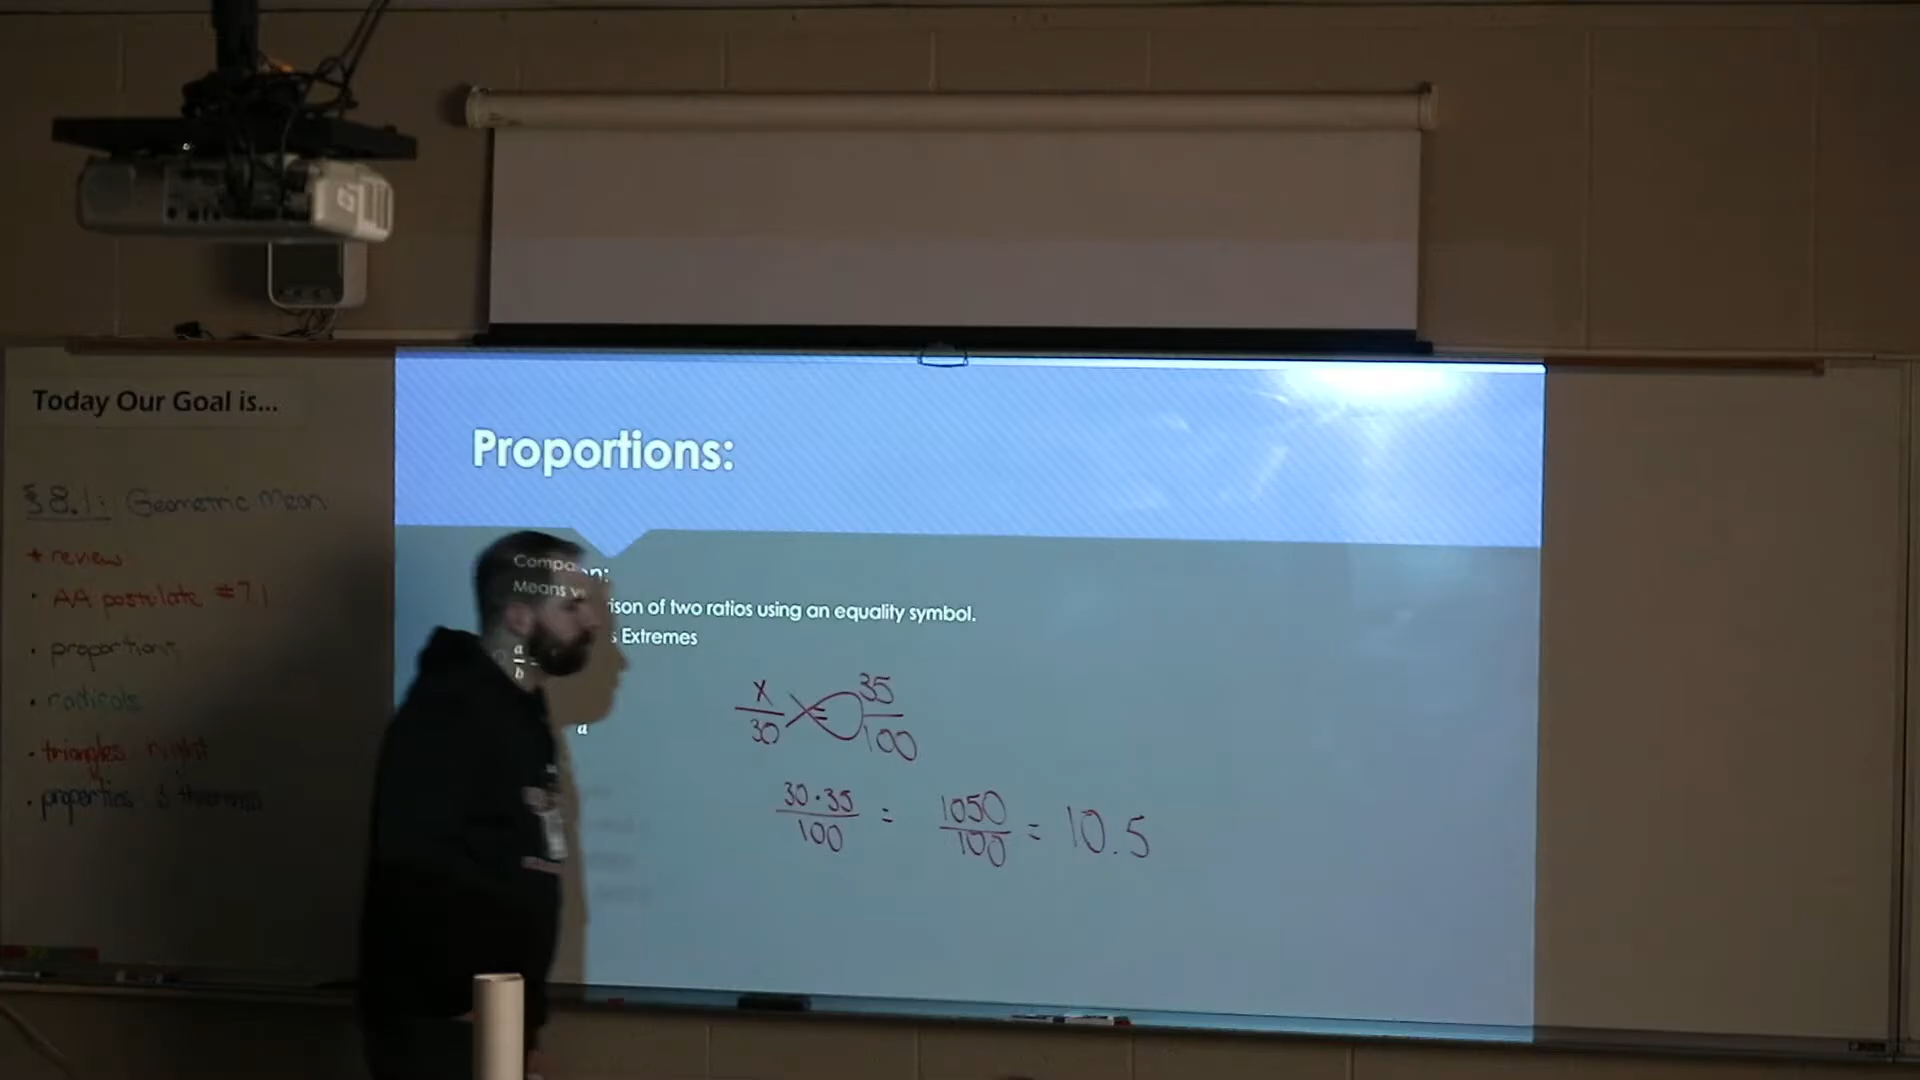 Today Our Goal is...
§ 8.1: Geometric Mean
* review
· AA postulate #7.1
· proportions
· radicals
· triangles: right
· properties
Proportions:
Compa on:
rison of two ratios using an equality symbol.
Means v s Extremes
a
b
a
x = 35
30 100
30·35 = 1050 = 10.5
100 100